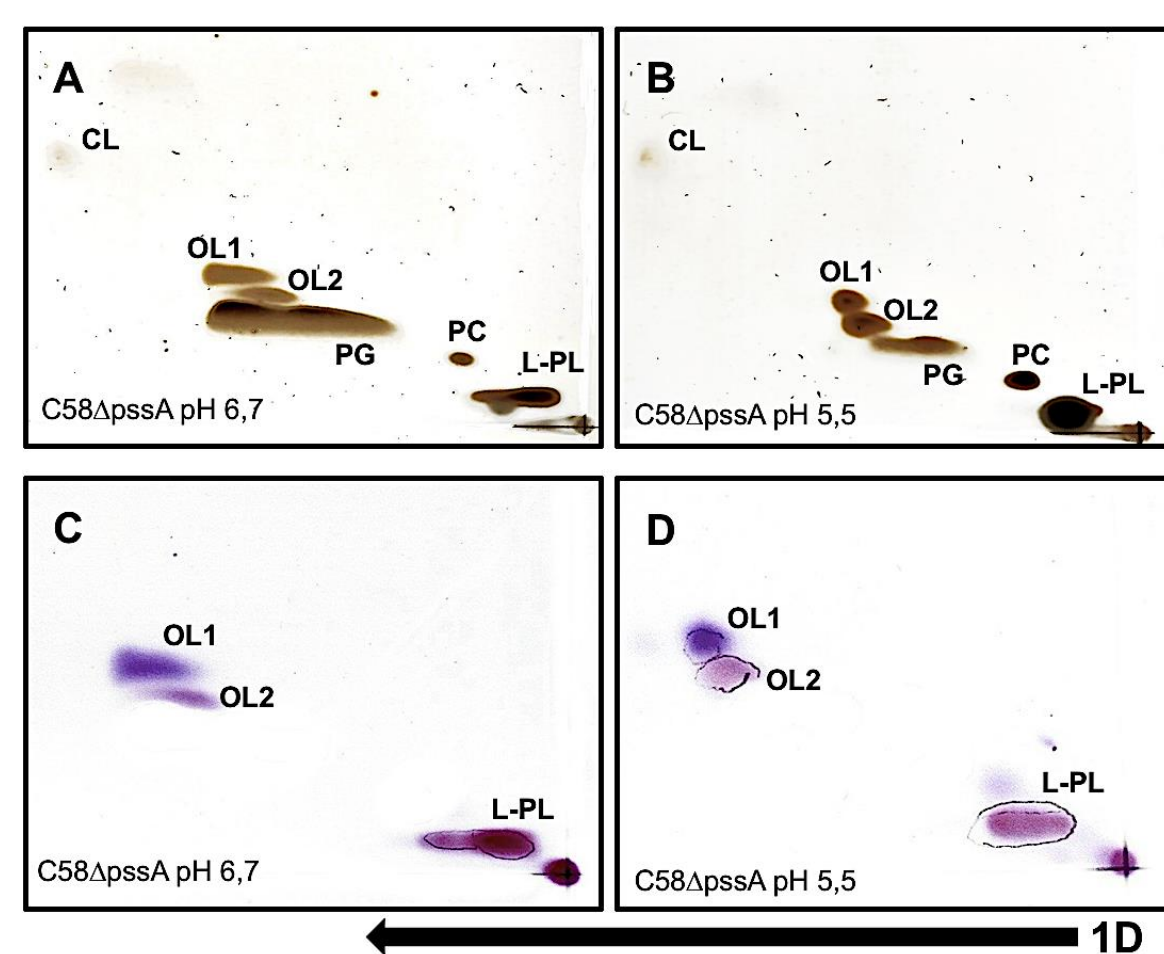 A
CL
OL1
OL2
PG
PC
L-PL
C58ΔpssA pH 6,7
B
CL
OL1
OL2
PG
PC
L-PL
C58ΔpssA pH 5,5
C
OL1
OL2
L-PL
C58ΔpssA pH 6,7
D
OL1
OL2
L-PL
C58ΔpssA pH 5,5
1D